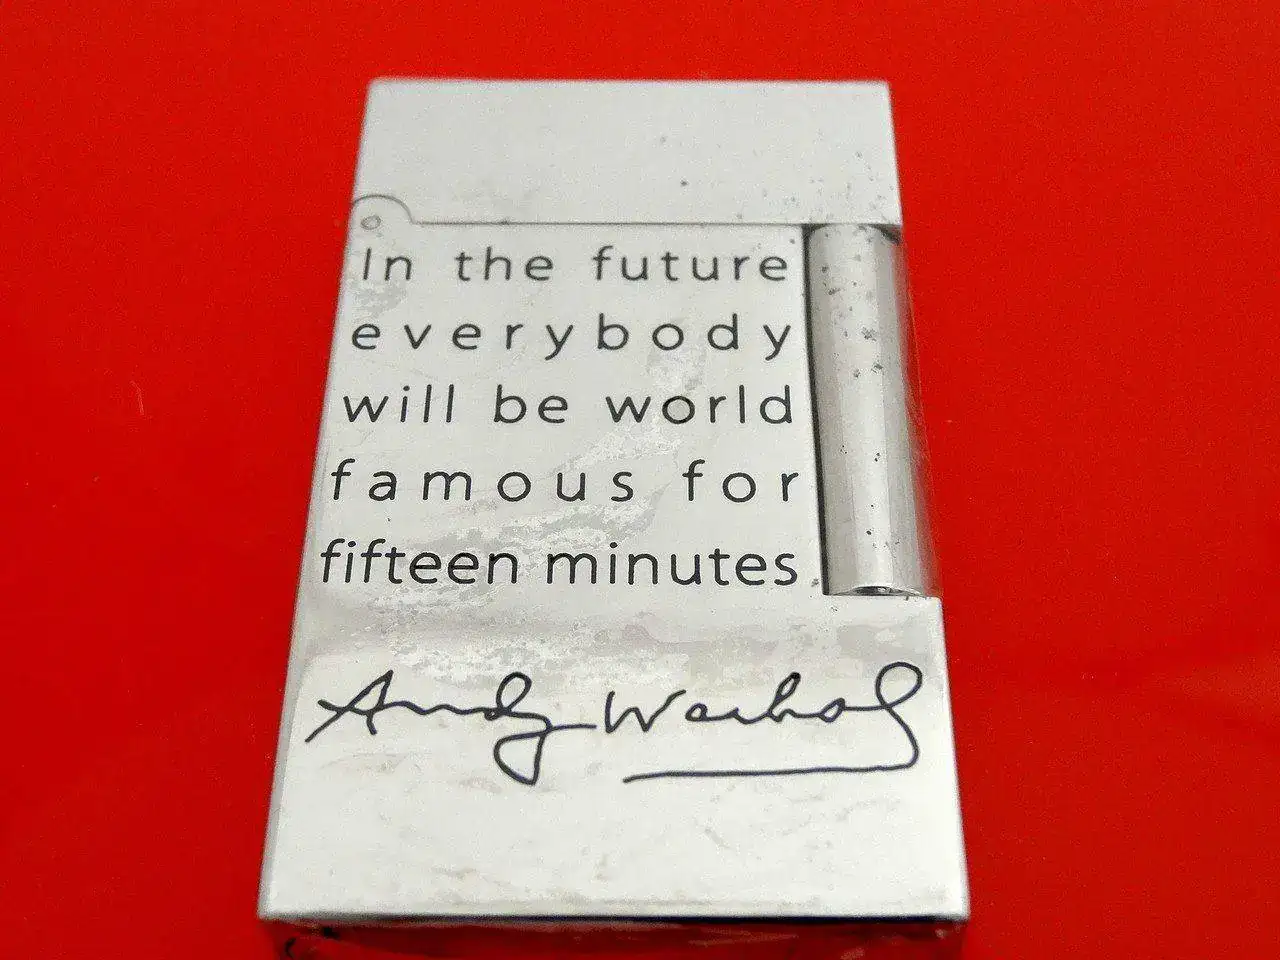 In the future
everybody
will be world
famous for
fifteen minutes.
Andy Warhol